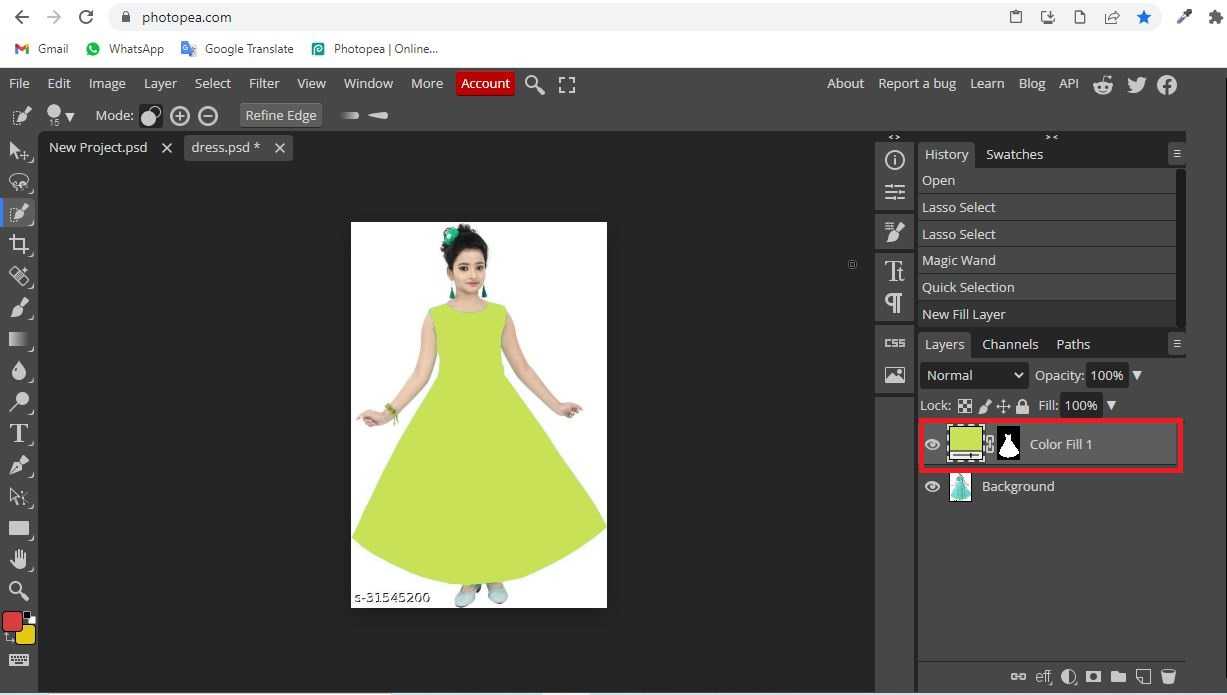 photopea.com
Gmail WhatsApp Google Translate Photopea | Online...
File Edit Image Layer Select Filter View Window More Account About Report a bug Learn Blog API
15 Mode: Refine Edge
New Project.psd dress.psd *
History Swatches
Open
Lasso Select
Lasso Select
Magic Wand
Quick Selection
New Fill Layer
Layers Channels Paths
Normal Opacity: 100%
Lock: Fill: 100%
Color Fill 1
Background
CSS
s-31545200
eff